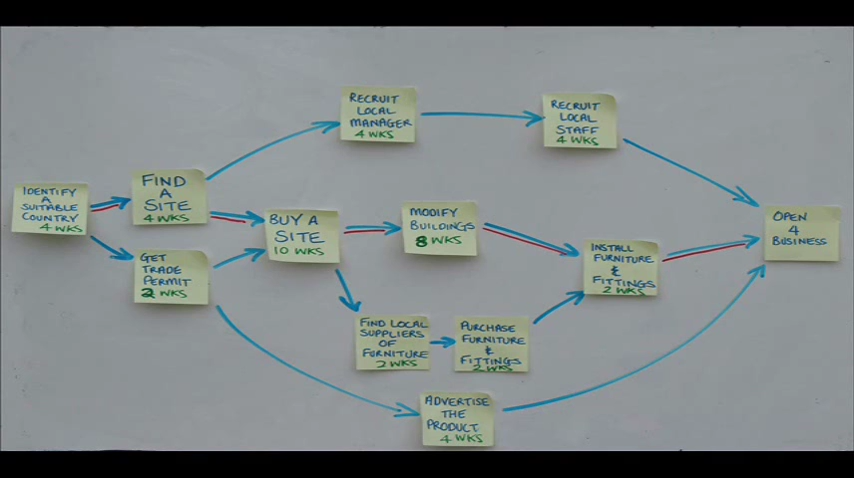 IDENTIFY
A
SUITABLE
COUNTRY
4 WKS
FIND
A
SITE
4 WKS
GET
TRADE
PERMIT
2 WKS
RECRUIT
LOCAL
MANAGER
4 WKS
BUY A
SITE
10 WKS
MODIFY
BUILDINGS
8 WKS
FIND LOCAL
SUPPLIERS
OF
FURNITURE
2 WKS
PURCHASE
FURNITURE
&
FITTINGS
2 WKS
ADVERTISE
THE
PRODUCT
4 WKS
RECRUIT
LOCAL
STAFF
4 WKS
INSTALL
FURNITURE
&
FITTINGS
2 WKS
OPEN
4
BUSINESS